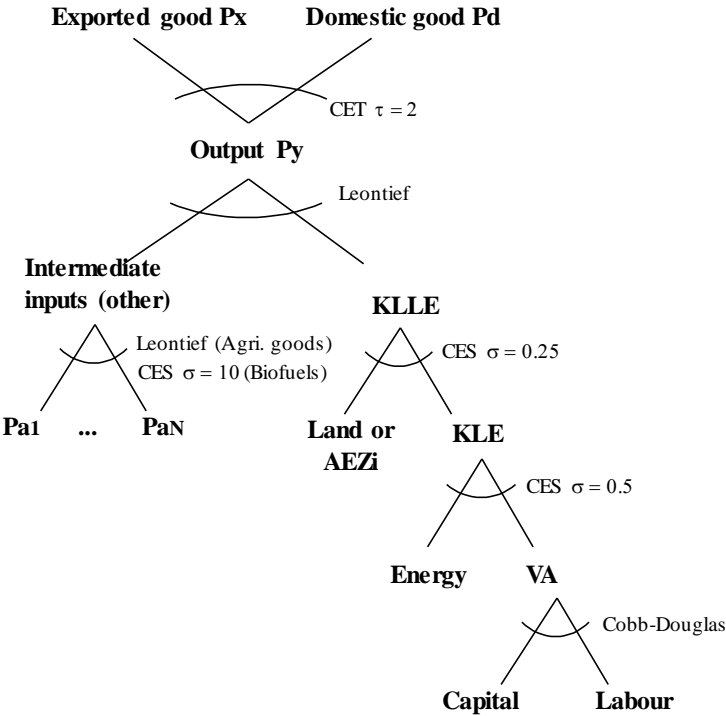 Exported good Px Domestic good Pd
CET τ = 2
Output Py
Leontief
Intermediate
inputs (other)
KLLE
Leontief (Agri. goods)
CES σ = 10 (Biofuels)
CES σ = 0.25
Pa1 ... PaN
Land or
AEZi
KLE
CES σ = 0.5
Energy VA
Cobb-Douglas
Capital Labour